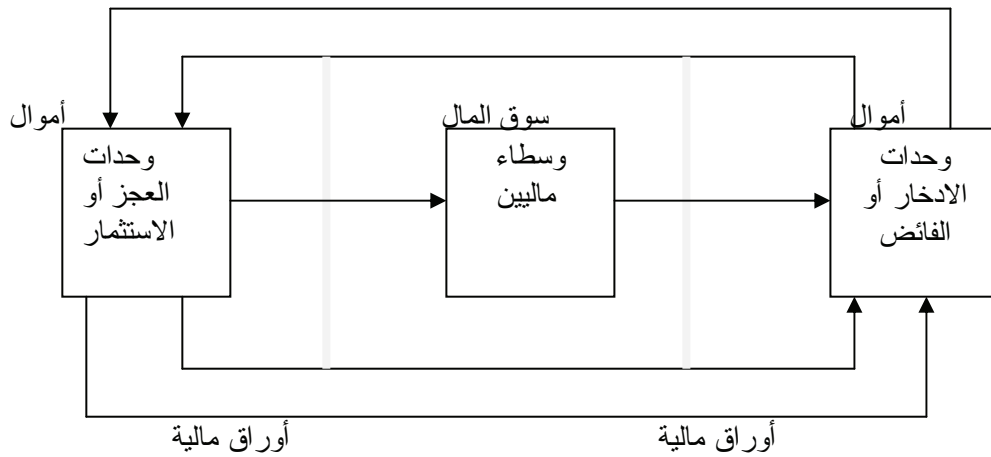 أموال
سوق المال
أموال
وحدات
الادخار أو
الفائض
وسطاء
ماليين
وحدات
العجز أو
الاستثمار
أوراق مالية
أوراق مالية